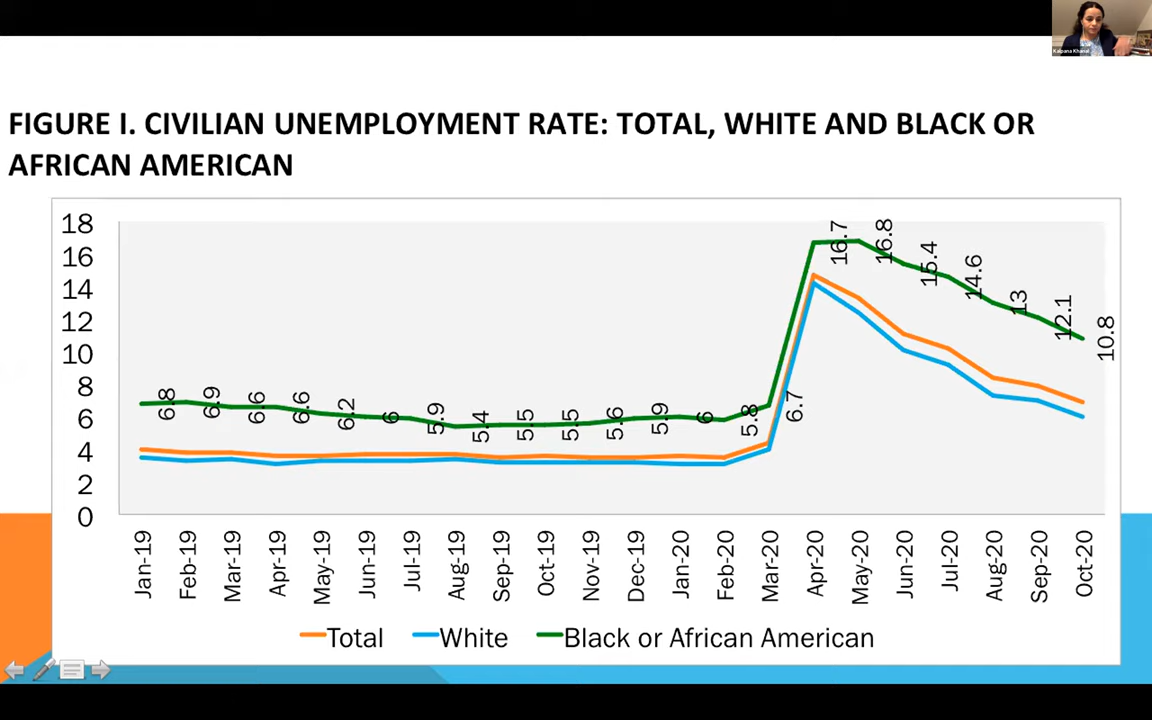 FIGURE I. CIVILIAN UNEMPLOYMENT RATE: TOTAL, WHITE AND BLACK OR
AFRICAN AMERICAN
18
16
14
12
10
8
6
4
2
0
6.8
6.9
6.6
6.6
6.2
6
5.9
5.4
5.5
5.5
5.6
5.9
6
5.8
6.7
16.7
16.8
15.4
14.6
13
12.1
10.8
Jan-19
Feb-19
Mar-19
Apr-19
May-19
Jun-19
Jul-19
Aug-19
Sep-19
Oct-19
Nov-19
Dec-19
Jan-20
Feb-20
Mar-20
Apr-20
May-20
Jun-20
Jul-20
Aug-20
Sep-20
Oct-20
Total White Black or African American